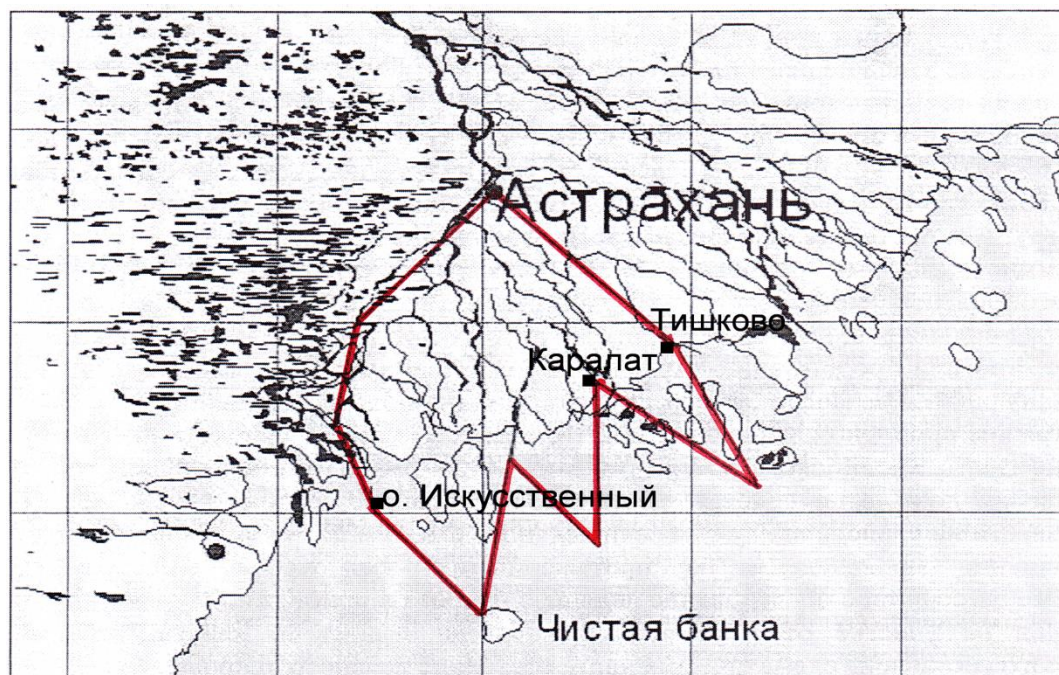 Астрахань
Тишково
Каралат
о. Искусственный
Чистая банка